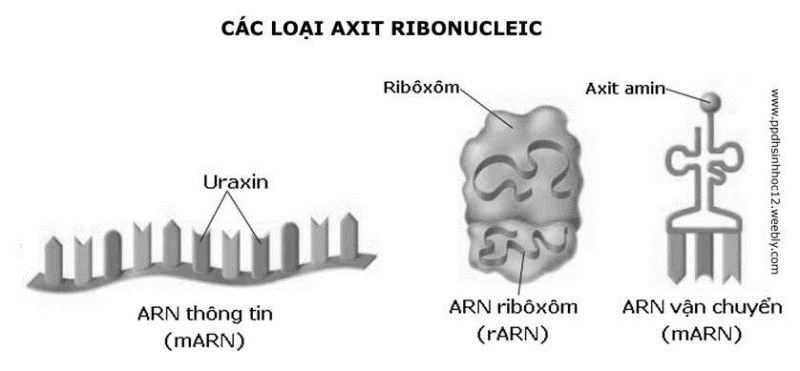 CÁC LOẠI AXIT RIBONUCLEIC
Ribôxôm
Axit amin
Uraxin
ARN thông tin
(mARN)
ARN ribôxôm
(rARN)
ARN vận chuyển
(mARN)
www.ppdhsinhhoc12.weebly.com